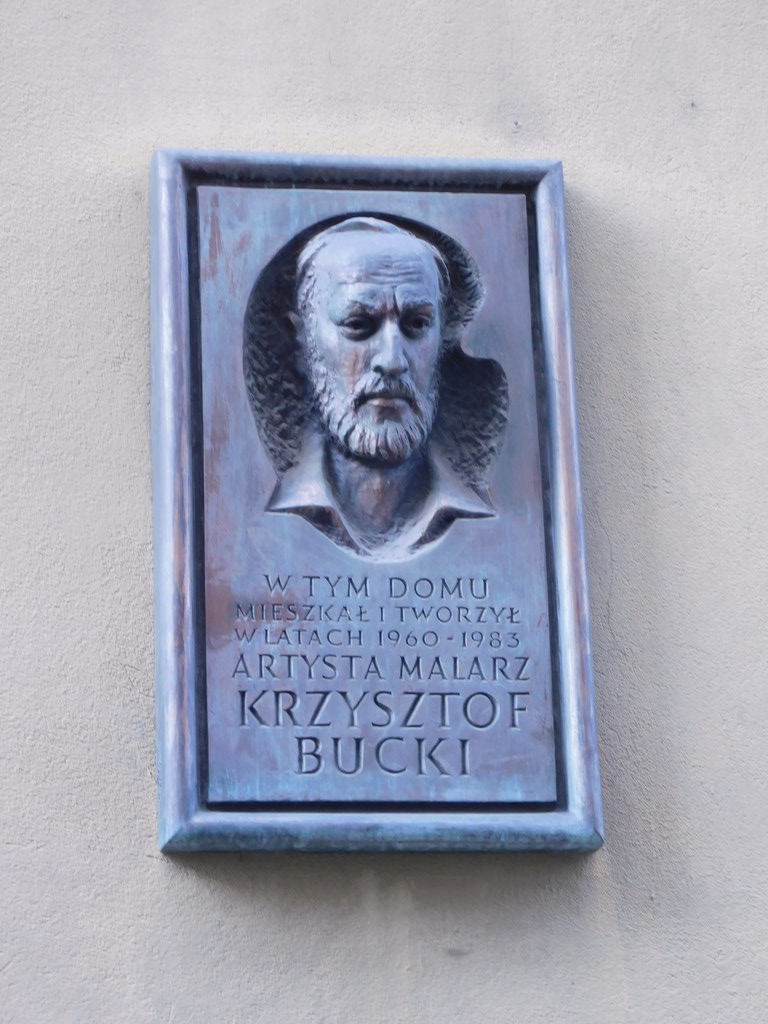 W TYM DOMU
MIESZKAŁ I TWORZYŁ
W LATACH 1960-1983
ARTYSTA MALARZ
KRZYSZTOF
BUCKI